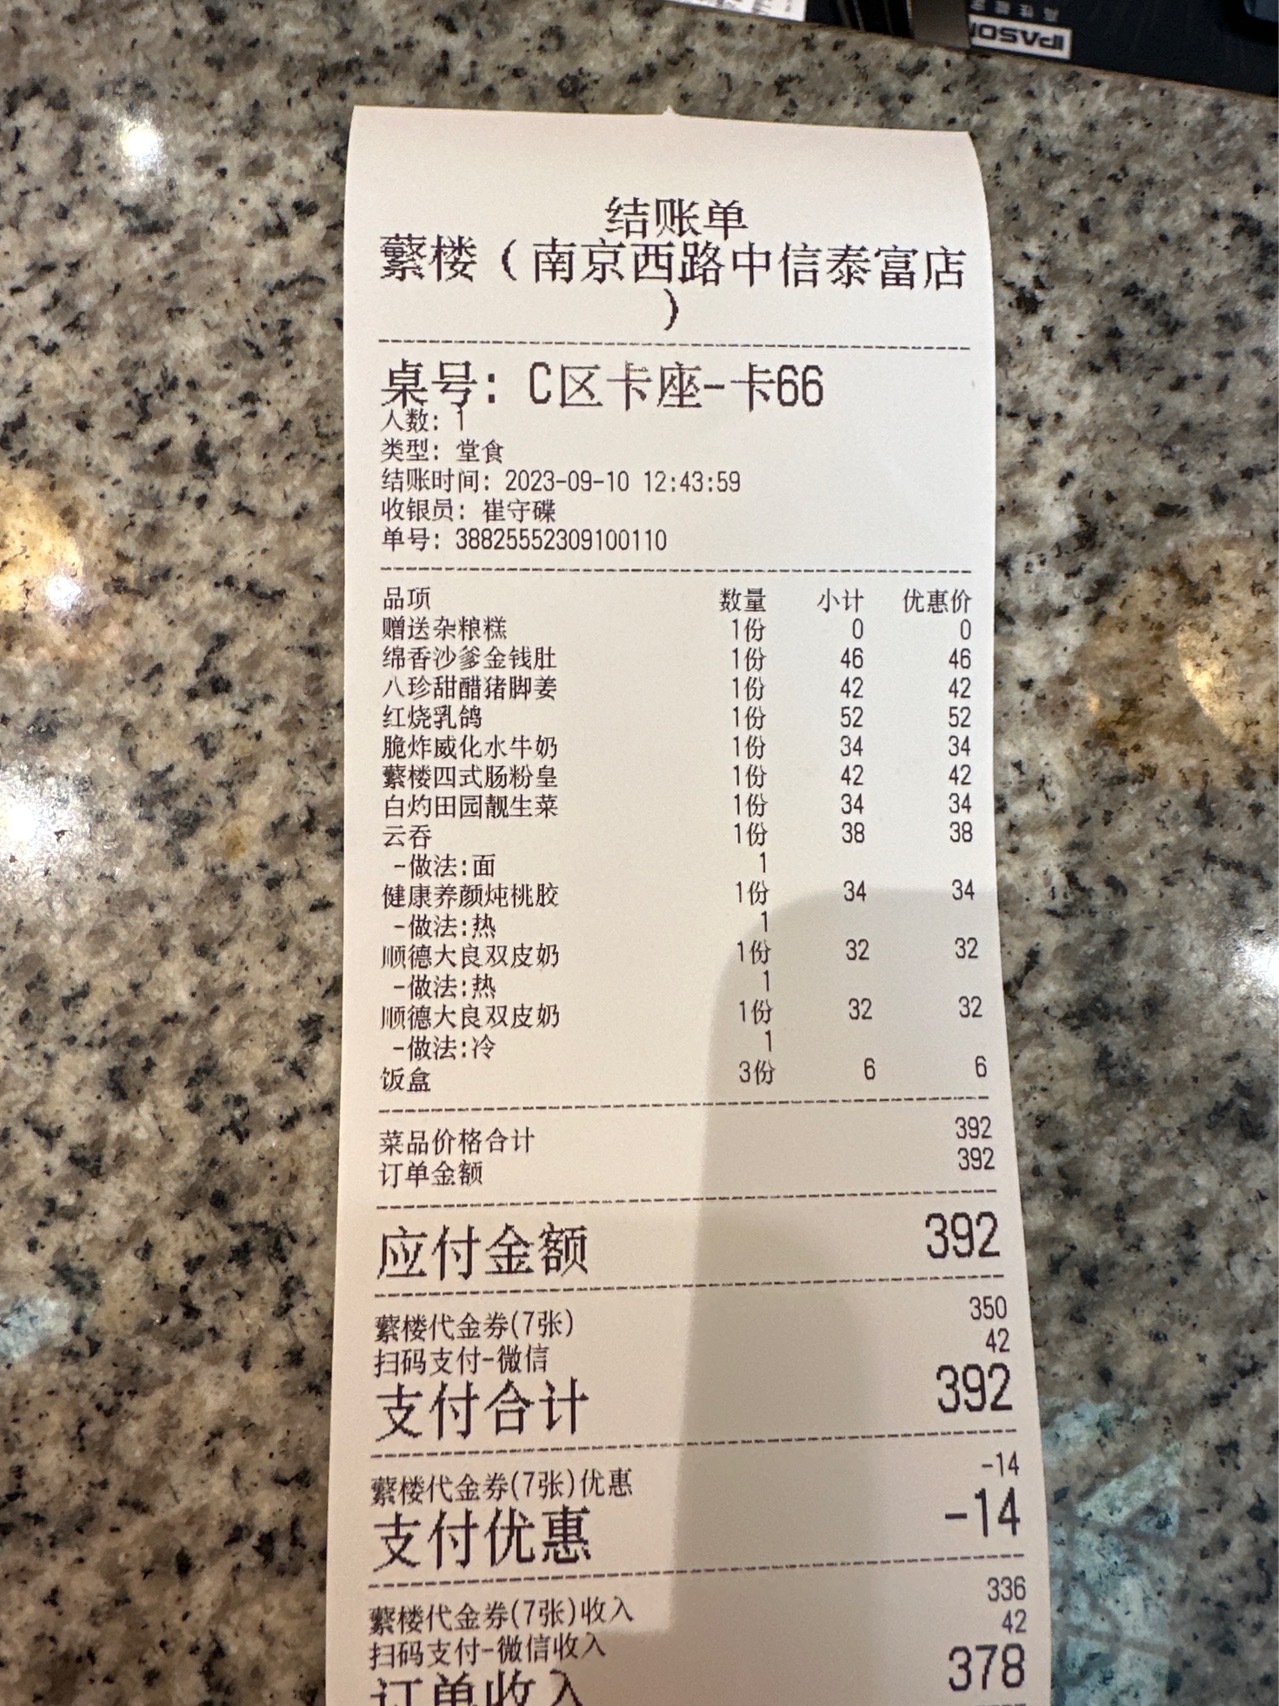 IPASON
结账单
蘩楼（南京西路中信泰富店
）
桌号: C区卡座-卡66
人数: 1
类型: 堂食
结账时间: 2023-09-10 12:43:59
收银员: 崔守碟
单号: 38825552309100110
品项 数量 小计 优惠价
赠送杂粮糕 1份 0 0
绵香沙爹金钱肚 1份 46 46
八珍甜醋猪脚姜 1份 42 42
红烧乳鸽 1份 52 52
脆炸威化水牛奶 1份 34 34
蘩楼四式肠粉皇 1份 42 42
白灼田园靓生菜 1份 34 34
云吞 1份 38 38
-做法:面 1
健康养颜炖桃胶 1份 34 34
-做法:热 1
顺德大良双皮奶 1份 32 32
-做法:热 1
顺德大良双皮奶 1份 32 32
-做法:冷 1
饭盒 3份 6 6
菜品价格合计 392
订单金额 392
应付金额 392
蘩楼代金券(7张) 350
扫码支付-微信 42
支付合计 392
蘩楼代金券(7张)优惠 -14
支付优惠 -14
蘩楼代金券(7张)收入 336
扫码支付-微信收入 42
订单收入 378